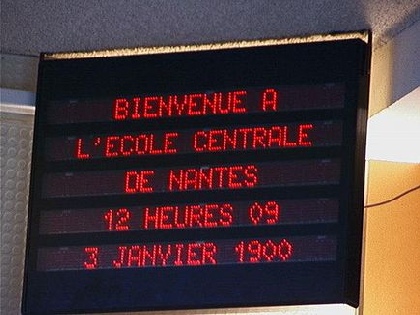 BIENVENUE A
L'ECOLE CENTRALE
DE NANTES
12 HEURES 09
3 JANVIER 1900